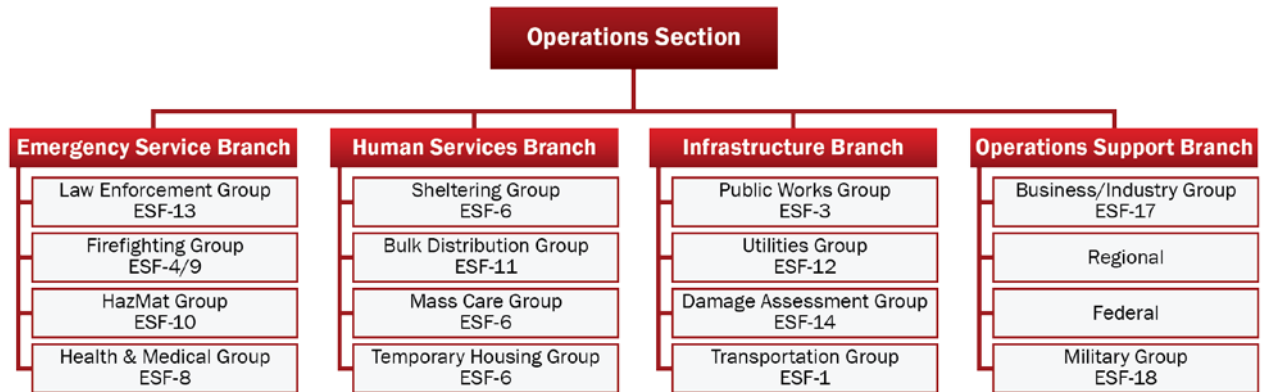 Operations Section
Emergency Service Branch
Law Enforcement Group
ESF-13
Firefighting Group
ESF-4/9
HazMat Group
ESF-10
Health & Medical Group
ESF-8
Human Services Branch
Sheltering Group
ESF-6
Bulk Distribution Group
ESF-11
Mass Care Group
ESF-6
Temporary Housing Group
ESF-6
Infrastructure Branch
Public Works Group
ESF-3
Utilities Group
ESF-12
Damage Assessment Group
ESF-14
Transportation Group
ESF-1
Operations Support Branch
Business/Industry Group
ESF-17
Regional
Federal
Military Group
ESF-18